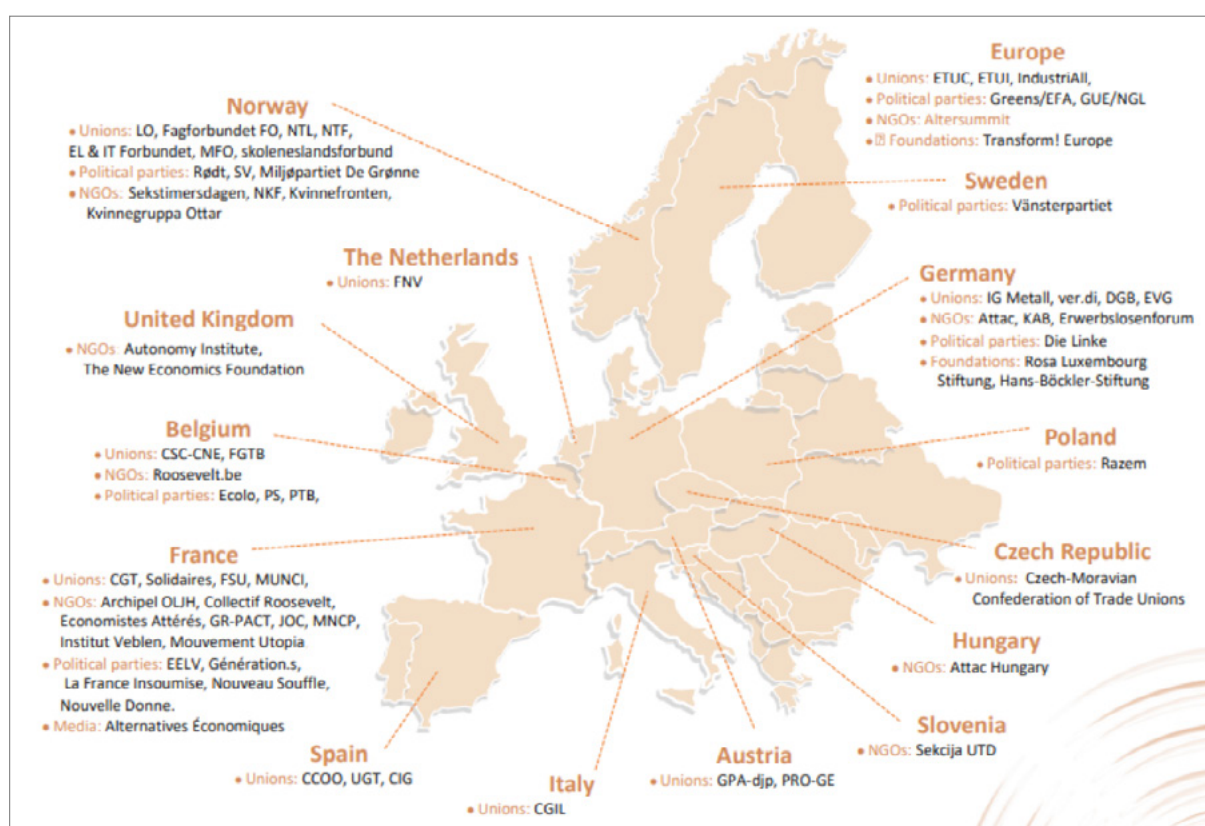 Europe
• Unions: ETUC, ETUI, IndustriAll,
• Political parties: Greens/EFA, GUE/NGL
• NGOs: Altersummit
• Foundations: Transform! Europe
Norway
• Unions: LO, Fagforbundet FO, NTL, NTF,
EL & IT Forbundet, MFO, skoleneslandsforbund
• Political parties: Rødt, SV, Miljøpartiet De Grønne
• NGOs: Sekstimersdagen, NKF, Kvinnefronten,
Kvinnegruppa Ottar
Sweden
• Political parties: Vänsterpartiet
The Netherlands
• Unions: FNV
Germany
• Unions: IG Metall, ver.di, DGB, EVG
• NGOs: Attac, KAB, Erwerbslosenforum
• Political parties: Die Linke
• Foundations: Rosa Luxembourg
Stiftung, Hans-Böckler-Stiftung
United Kingdom
• NGOs: Autonomy Institute,
The New Economics Foundation
Belgium
• Unions: CSC-CNE, FGTB
• NGOs: Roosevelt.be
• Political parties: Ecolo, PS, PTB,
Poland
• Political parties: Razem
France
• Unions: CGT, Solidaires, FSU, MUNCI,
• NGOs: Archipel OLJH, Collectif Roosevelt,
Economistes Attérés, GR-PACT, JOC, MNCP,
Institut Veblen, Mouvement Utopia
• Political parties: EELV, Génération.s,
La France Insoumise, Nouveau Souffle,
Nouvelle Donne.
• Media: Alternatives Économiques
Czech Republic
• Unions: Czech-Moravian
Confederation of Trade Unions
Hungary
• NGOs: Attac Hungary
Slovenia
• NGOs: Sekcija UTD
Spain
• Unions: CCOO, UGT, CIG
Italy
• Unions: CGIL
Austria
• Unions: GPA-djp, PRO-GE